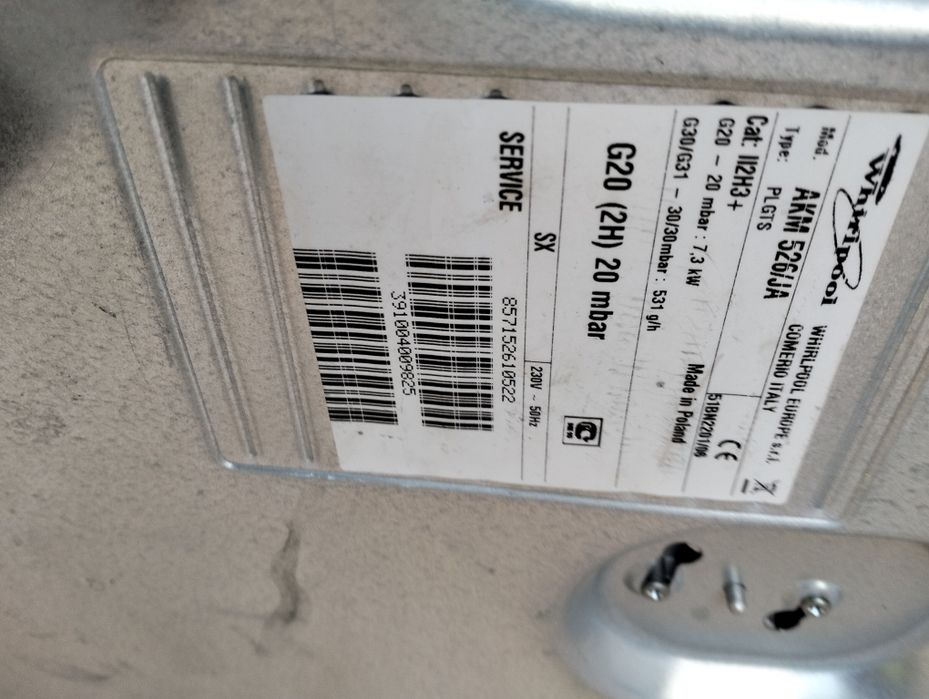 Whirlpool
WHIRLPOOL EUROPE s.r.l.
COMERIO ITALY
Mod. AKM 526/JA
Type: PLGTS
CE
Cat: II2H3+
G20 - 20 mbar : 7,3 kW
51BN2201/06
G30/G31 - 30/30mbar : 531 g/h
Made in Poland
G20 (2H) 20 mbar
SX
230V ~ 50Hz
SERVICE
857152610522
391004009825